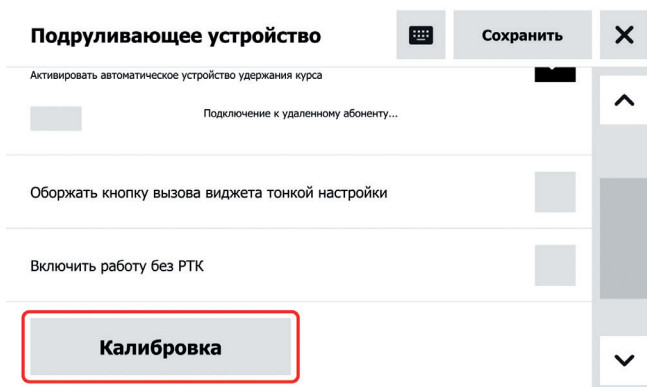 Подруливающее устройство
Сохранить
Активировать автоматическое устройство удержания курса
Подключение к удаленному абоненту...
Оборжать кнопку вызова виджета тонкой настройки
Включить работу без РТК
Калибровка